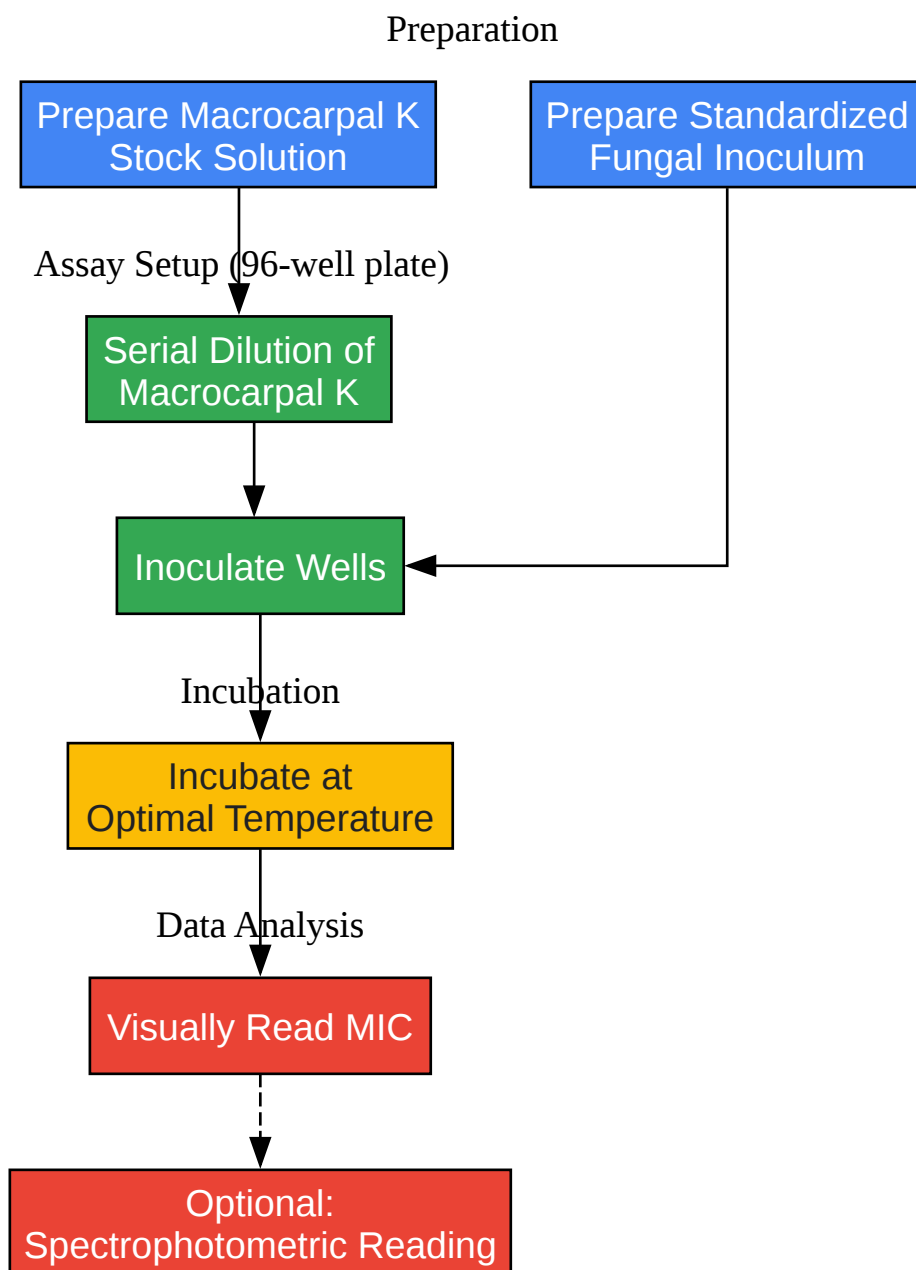 Preparation
Prepare Macrocarpal K
Stock Solution
Prepare Standardized
Fungal Inoculum
Assay Setup (96-well plate)
Serial Dilution of
Macrocarpal K
Inoculate Wells
Incubation
Incubate at
Optimal Temperature
Data Analysis
Visually Read MIC
Optional:
Spectrophotometric Reading